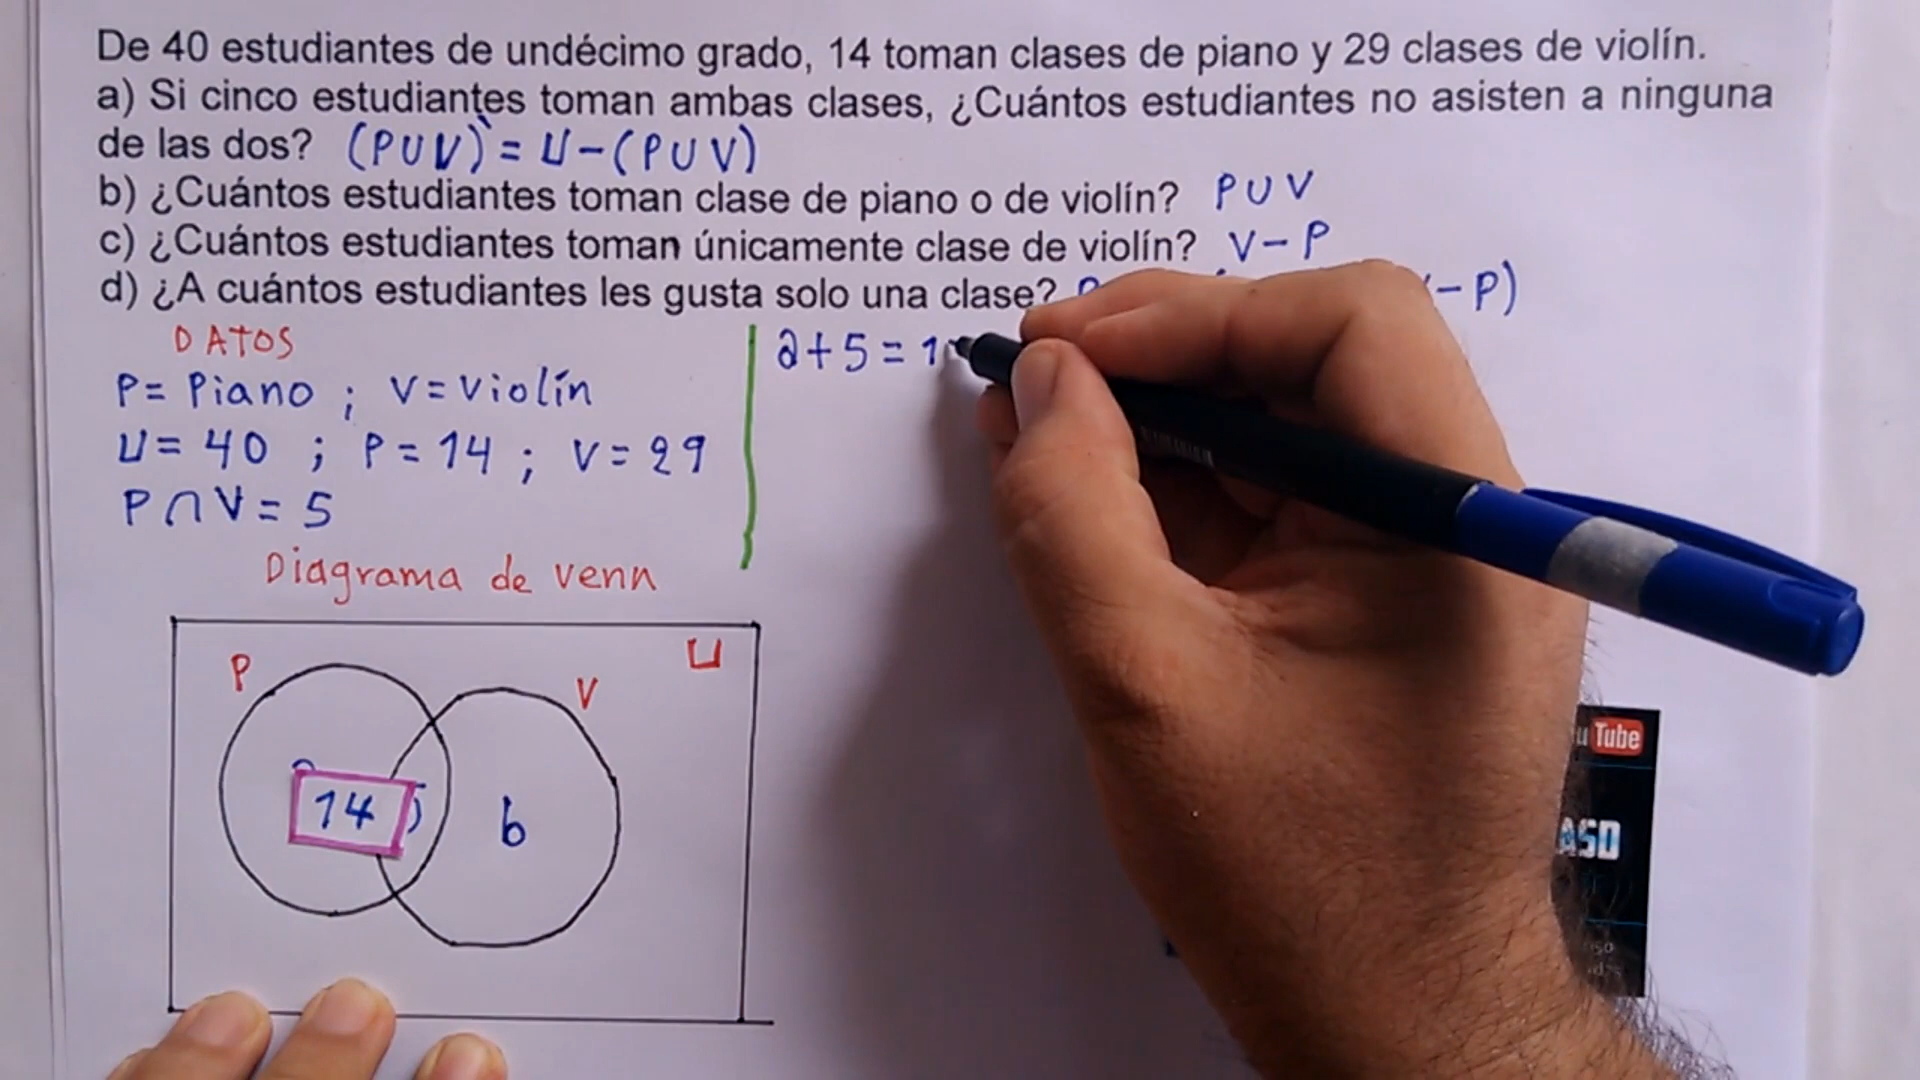 De 40 estudiantes de undécimo grado, 14 toman clases de piano y 29 clases de violín.
a) Si cinco estudiantes toman ambas clases, ¿Cuántos estudiantes no asisten a ninguna
de las dos? (PUV)` = U-(PUV)
b) ¿Cuántos estudiantes toman clase de piano o de violín? PUV
c) ¿Cuántos estudiantes toman únicamente clase de violín? V-P
d) ¿A cuántos estudiantes les gusta solo una clase? -P)
DATOS
P= Piano ; V= violín
U= 40 ; P= 14 ; V= 29
P∩V= 5
a+5=1
Diagrama de venn
P
V
U
14
b
Tube